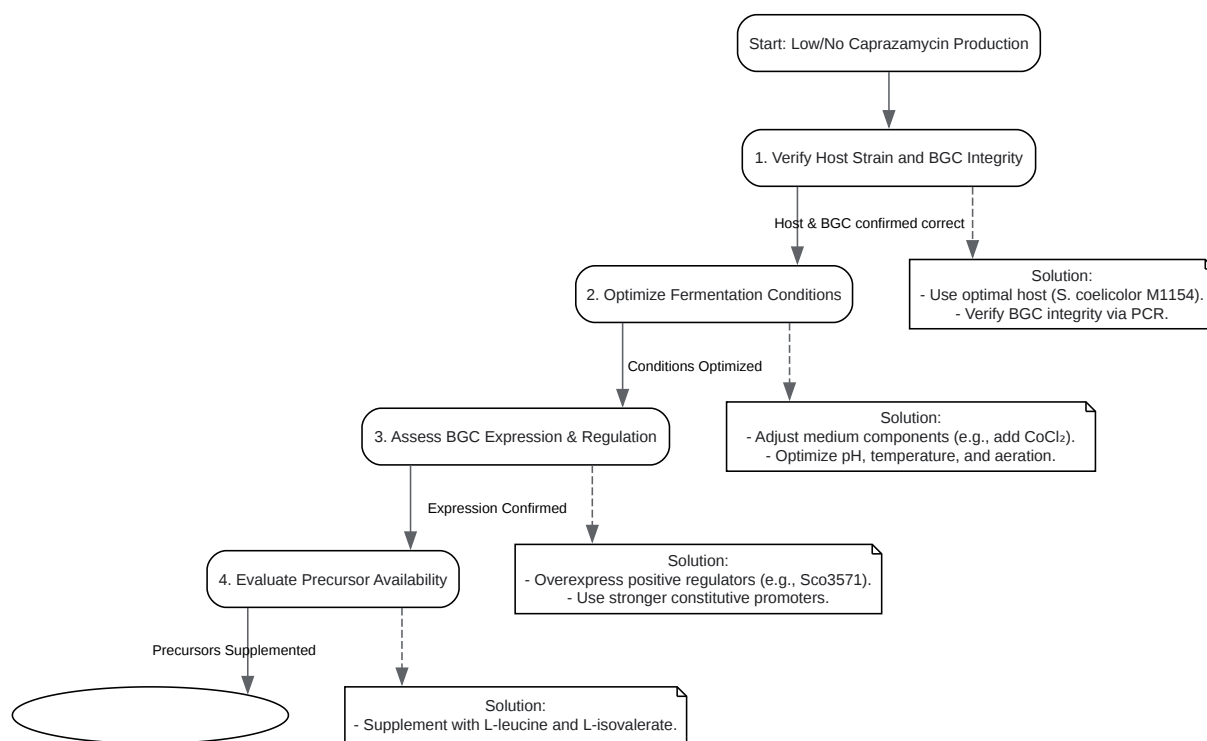 Start: Low/No Caprazamycin Production
1. Verify Host Strain and BGC Integrity
Host & BGC confirmed correct
Solution:
- Use optimal host (S. coelicolor M1154).
- Verify BGC integrity via PCR.
2. Optimize Fermentation Conditions
Conditions Optimized
Solution:
- Adjust medium components (e.g., add CoCl₂).
- Optimize pH, temperature, and aeration.
3. Assess BGC Expression & Regulation
Expression Confirmed
Solution:
- Overexpress positive regulators (e.g., Sco3571).
- Use stronger constitutive promoters.
4. Evaluate Precursor Availability
Precursors Supplemented
Solution:
- Supplement with L-leucine and L-isovalerate.